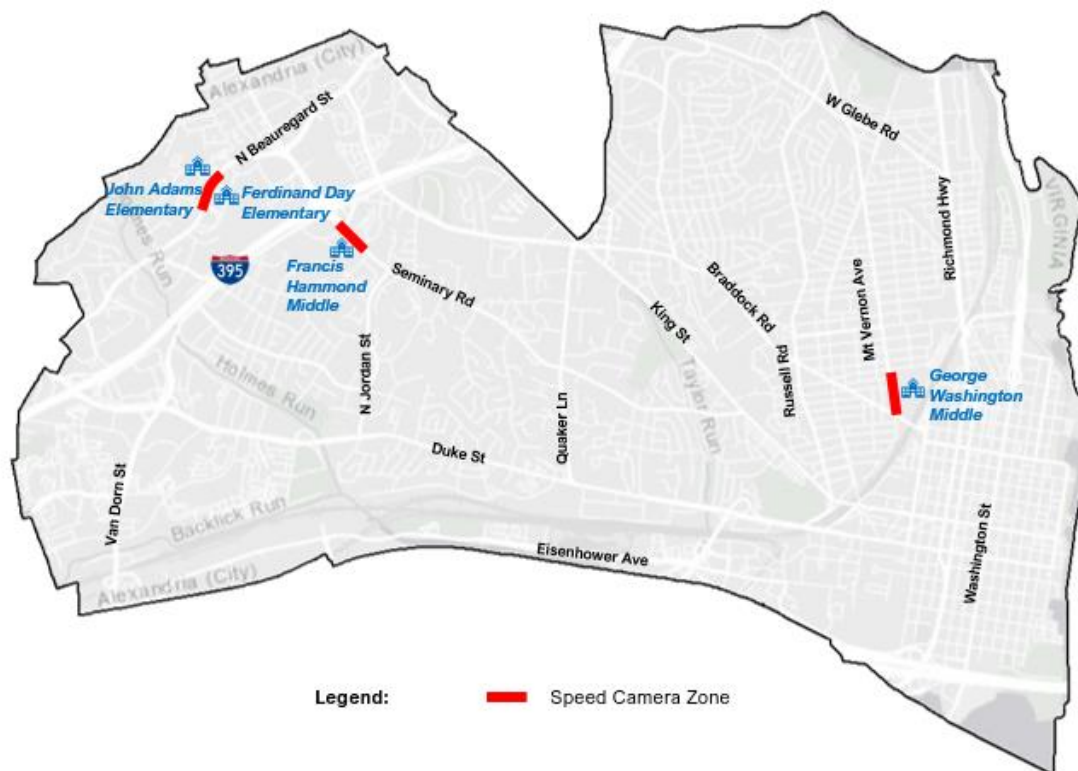 Alexandria (City)
N Beauregard St
W Glebe Rd
John Adams
Elementary
Ferdinand Day
Elementary
VIRGINIA
Richmond Hwy
Holmes Run
395
Francis
Hammond
Middle
Seminary Rd
Braddock Rd
Mt Vernon Ave
King St
Taylor Run
Russell Rd
Holmes Run
N Jordan St
George
Washington
Middle
Quaker Ln
Duke St
Van Dorn St
Backlick Run
Eisenhower Ave
Washington St
Alexandria (City)
Legend:
Speed Camera Zone